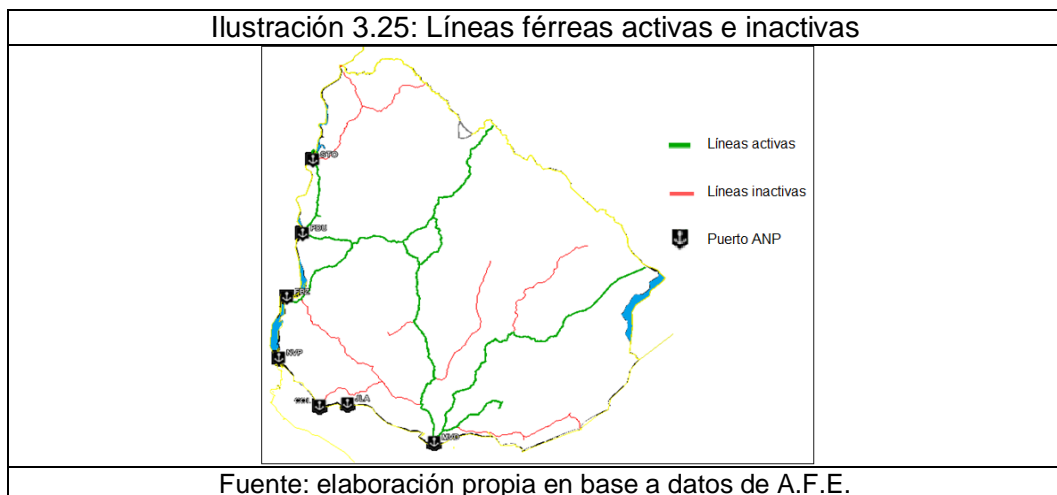 Ilustración 3.25: Líneas férreas activas e inactivas
Líneas activas
STO
Líneas inactivas
PDU
Puerto ANP
FBE
NVP
JLA
MVD
Fuente: elaboración propia en base a datos de A.F.E.